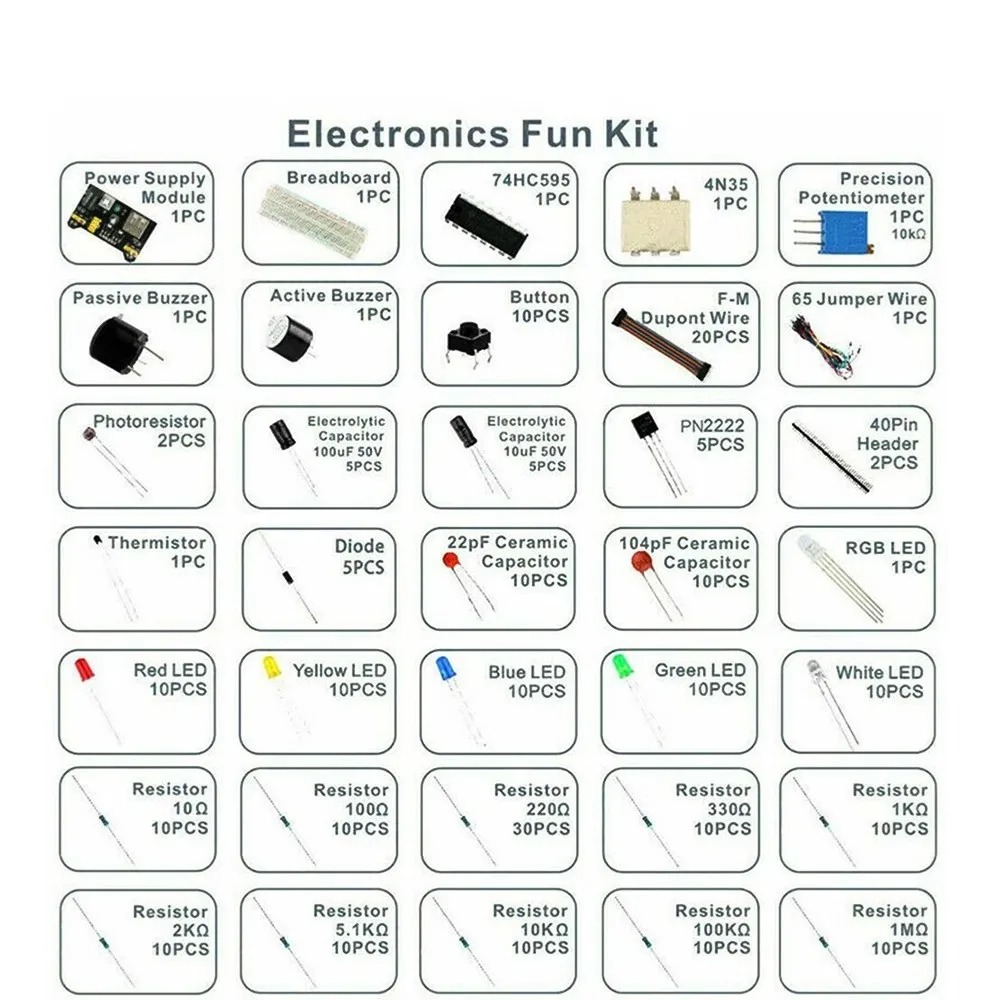 Electronics Fun Kit
Power Supply
Module
1PC
Breadboard
1PC
74HC595
1PC
4N35
1PC
Precision
Potentiometer
1PC
10kΩ
Passive Buzzer
1PC
Active Buzzer
1PC
Button
10PCS
F-M
Dupont Wire
20PCS
65 Jumper Wire
1PC
Photoresistor
2PCS
Electrolytic
Capacitor
100uF 50V
5PCS
Electrolytic
Capacitor
10uF 50V
5PCS
PN2222
5PCS
40Pin
Header
2PCS
Thermistor
1PC
Diode
5PCS
22pF Ceramic
Capacitor
10PCS
104pF Ceramic
Capacitor
10PCS
RGB LED
1PC
Red LED
10PCS
Yellow LED
10PCS
Blue LED
10PCS
Green LED
10PCS
White LED
10PCS
Resistor
10Ω
10PCS
Resistor
100Ω
10PCS
Resistor
220Ω
30PCS
Resistor
330Ω
10PCS
Resistor
1KΩ
10PCS
Resistor
2KΩ
10PCS
Resistor
5.1KΩ
10PCS
Resistor
10KΩ
10PCS
Resistor
100KΩ
10PCS
Resistor
1MΩ
10PCS